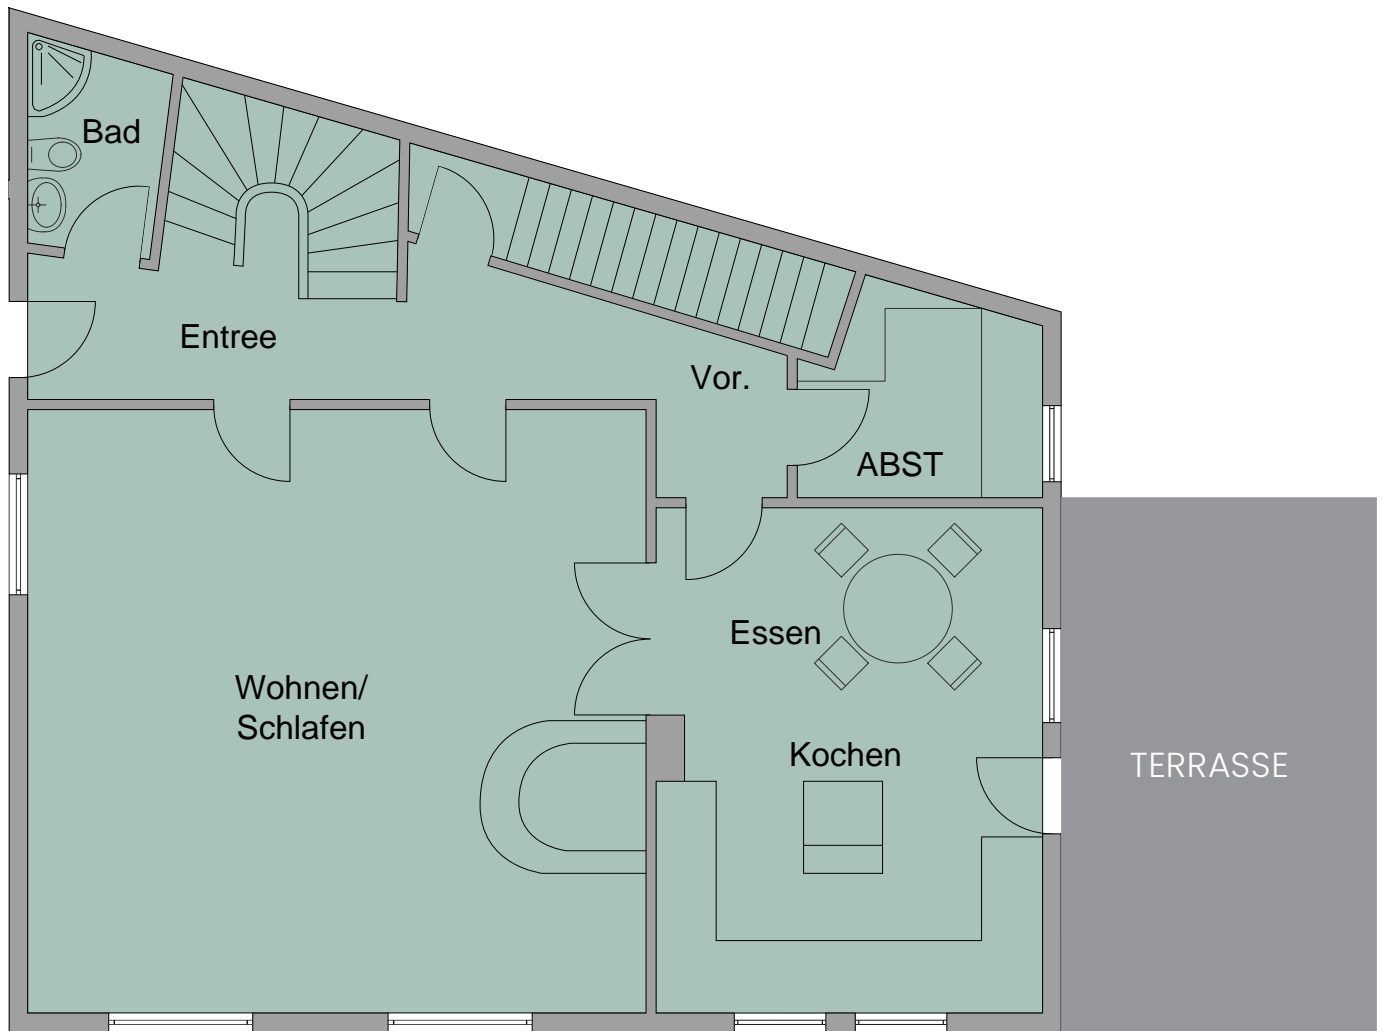 Bad
Entree
Vor.
ABST
Essen
Wohnen/
Schlafen
Kochen
TERRASSE